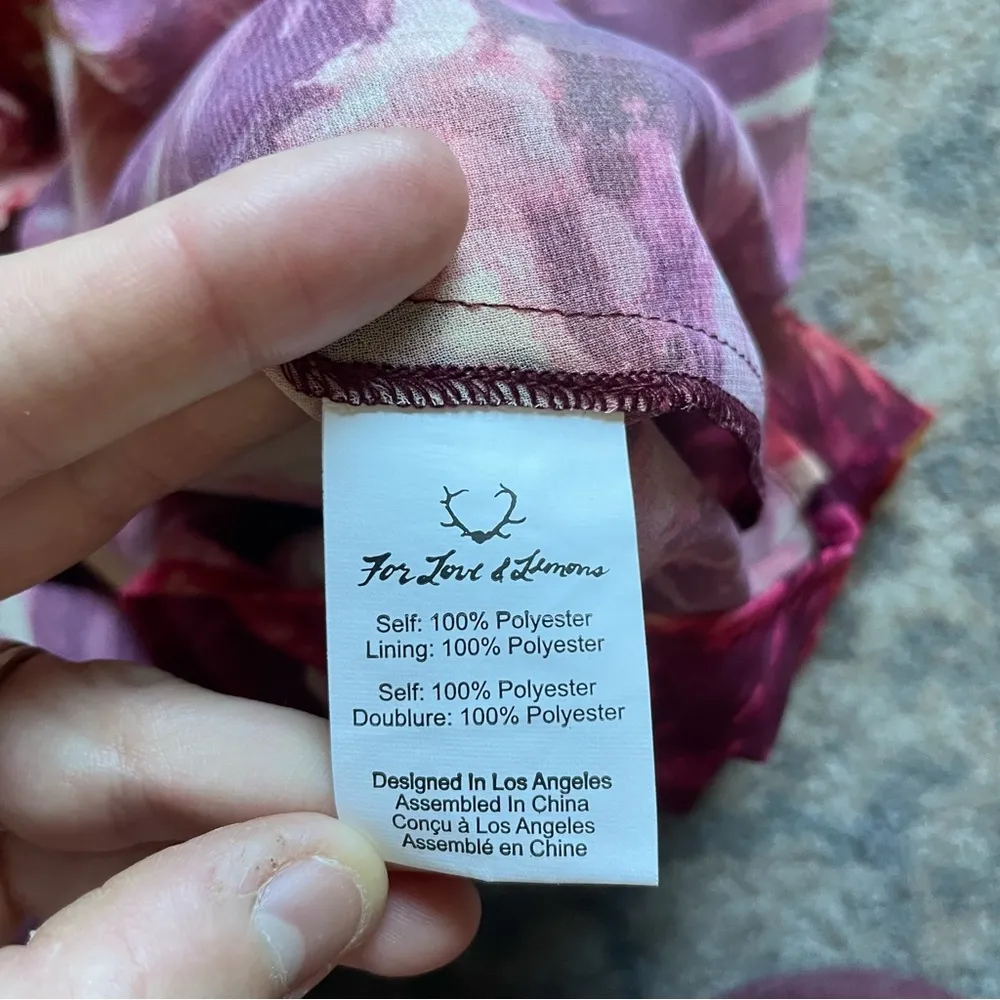 For Love & Lemons
Self: 100% Polyester
Lining: 100% Polyester
Self: 100% Polyester
Doublure: 100% Polyester
Designed In Los Angeles
Assembled In China
Conçu à Los Angeles
Assemblé en Chine